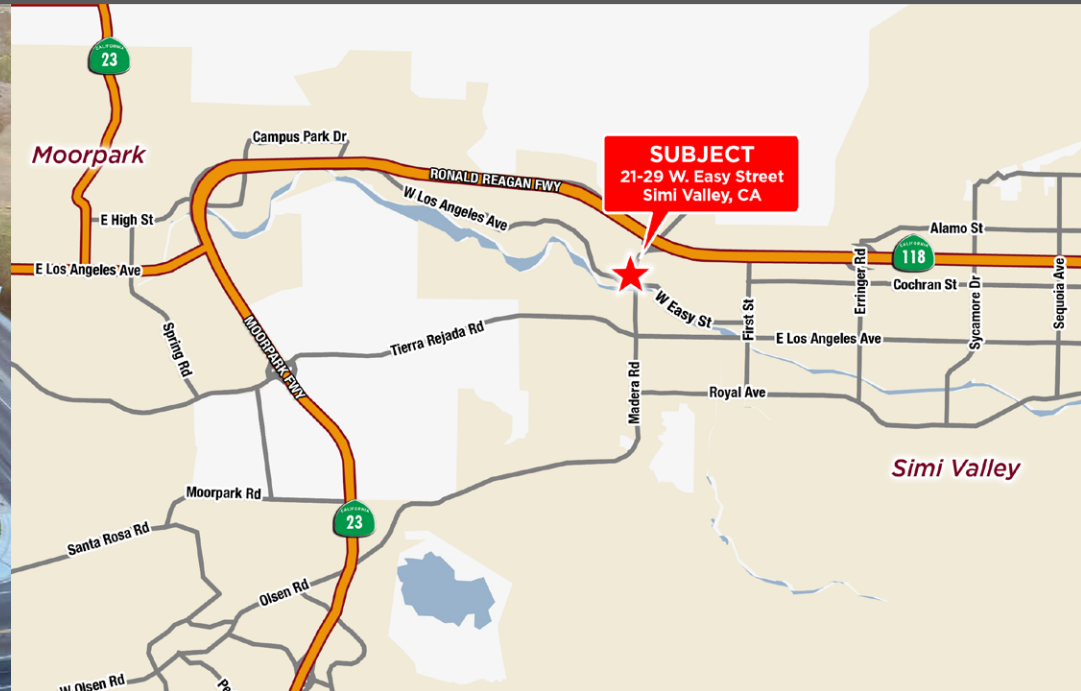 CALIFORNIA
23
Moorpark
Campus Park Dr
RONALD REAGAN FWY
SUBJECT
21-29 W. Easy Street
Simi Valley, CA
W Los Angeles Ave
E High St
Alamo St
CALIFORNIA
118
E Los Angeles Ave
Cochran St
Erringer Rd
Sycamore Dr
Sequoia Ave
W Easy St
First St
Spring Rd
MOORPARK FWY
Tierra Rejada Rd
E Los Angeles Ave
Madera Rd
Royal Ave
Simi Valley
Moorpark Rd
CALIFORNIA
23
Santa Rosa Rd
Olsen Rd
W Olsen Rd